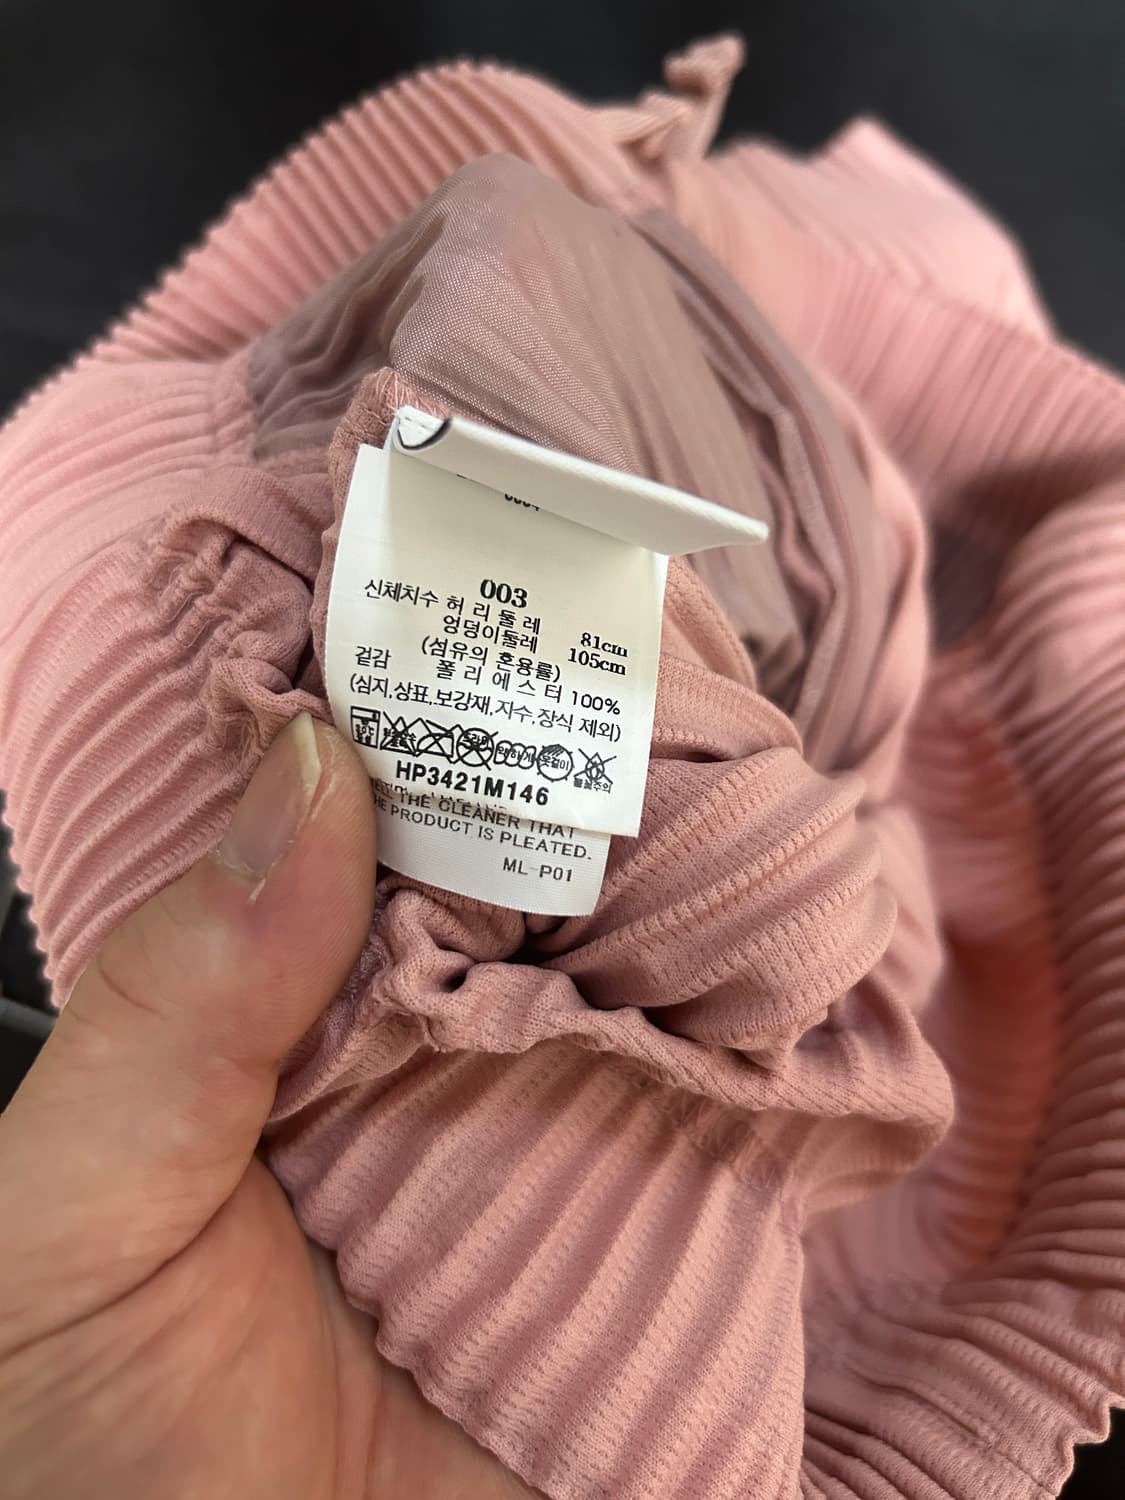 003
신체치수 허 리 둘 레 81cm
엉덩이둘레 105cm
(섬유의 혼용률)
겉감 폴 리 에 스 터 100%
(심지,상표,보강재,자수,장식 제외)
HP3421M146
THE CLEANER THAT
THE PRODUCT IS PLEATED.
ML-P01